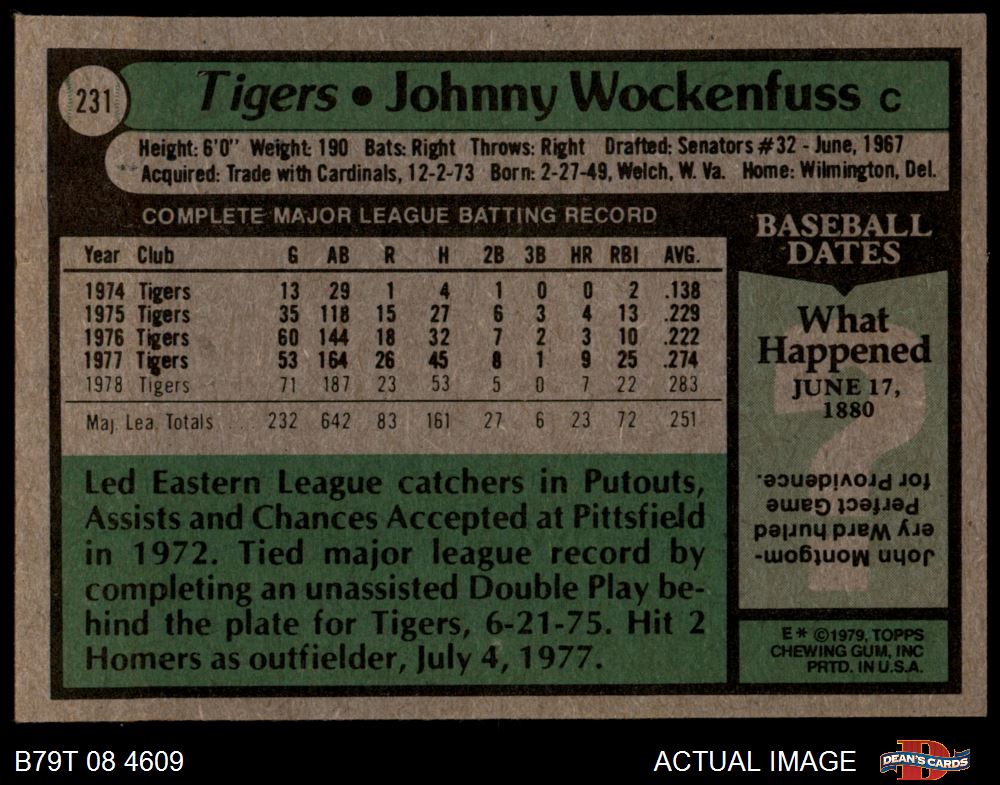 231
Tigers • Johnny Wockenfuss C
Height: 6'0" Weight: 190 Bats: Right Throws: Right Drafted: Senators #32 - June, 1967
Acquired: Trade with Cardinals, 12-2-73 Born: 2-27-49, Welch, W. Va. Home: Wilmington, Del.
COMPLETE MAJOR LEAGUE BATTING RECORD
Year Club G AB R H 2B 3B HR RBI AVG.
1974 Tigers 13 29 1 4 1 0 0 2 .138
1975 Tigers 35 118 15 27 6 3 4 13 .229
1976 Tigers 60 144 18 32 7 2 3 10 .222
1977 Tigers 53 164 26 45 8 1 9 25 .274
1978 Tigers 71 187 23 53 5 0 7 22 283
Maj. Lea. Totals 232 642 83 161 27 6 23 72 251
Led Eastern League catchers in Putouts,
Assists and Chances Accepted at Pittsfield
in 1972. Tied major league record by
completing an unassisted Double Play be-
hind the plate for Tigers, 6-21-75. Hit 2
Homers as outfielder, July 4, 1977.
BASEBALL
DATES
What
Happened
JUNE 17,
1880
John Montgom-
ery Ward hurled
Perfect Game
for Providence.
E* ©1979, TOPPS
CHEWING GUM, INC
PRTD. IN U.S.A.
B79T 08 4609
ACTUAL IMAGE
D
DEAN'S CARDS